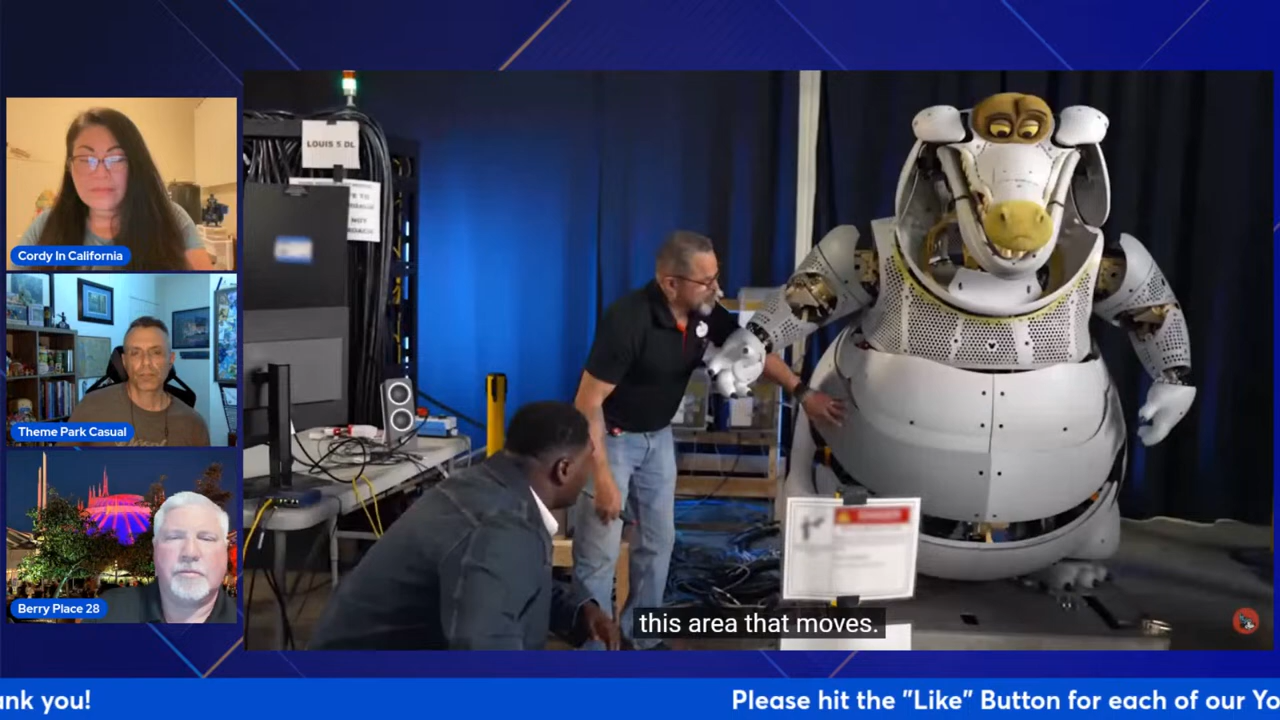 LOUIS 5 DL
Cordy In California
Theme Park Casual
Berry Place 28
this area that moves.
ank you!
Please hit the "Like" Button for each of our Yo